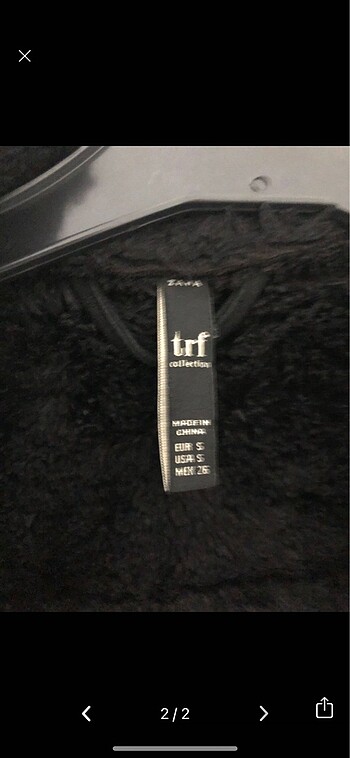 ZARA
trf
collection
MADE IN
CHINA
EUR S
USA S
MEX 26
2/2